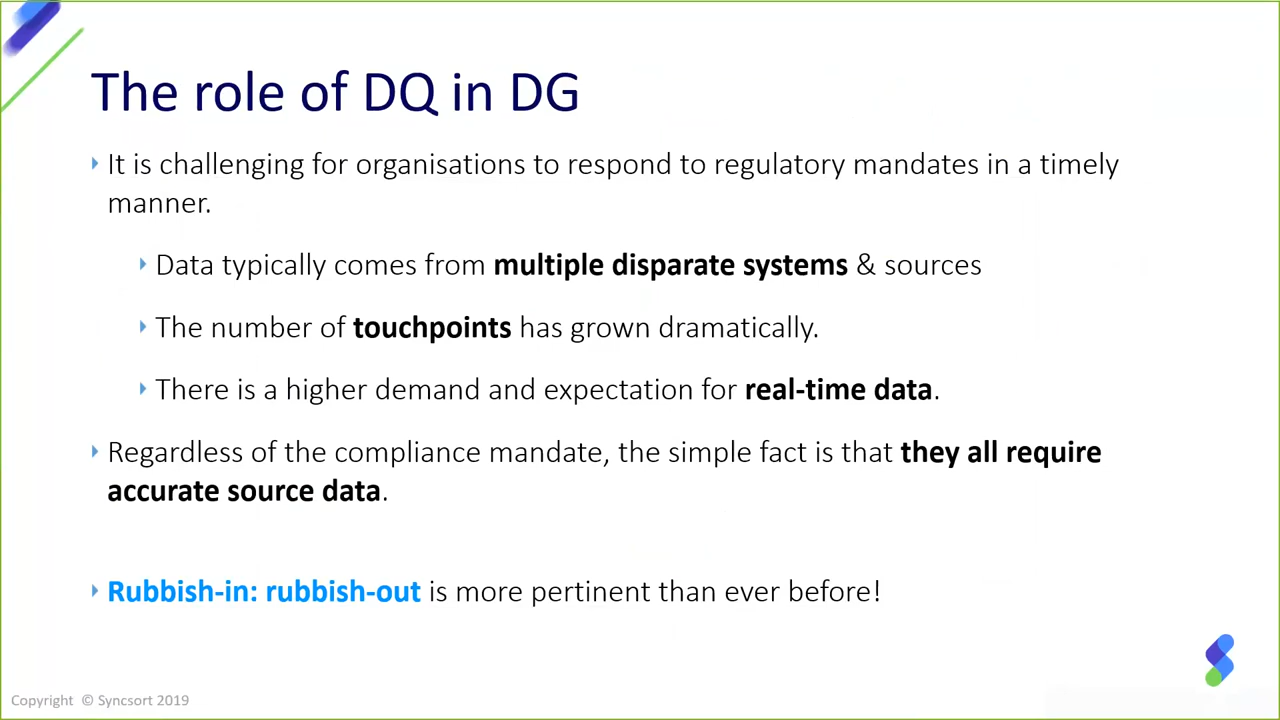 The role of DQ in DG
It is challenging for organisations to respond to regulatory mandates in a timely
manner.
Data typically comes from multiple disparate systems & sources
The number of touchpoints has grown dramatically.
There is a higher demand and expectation for real-time data.
Regardless of the compliance mandate, the simple fact is that they all require
accurate source data.
Rubbish-in: rubbish-out is more pertinent than ever before!
Copyright © Syncsort 2019